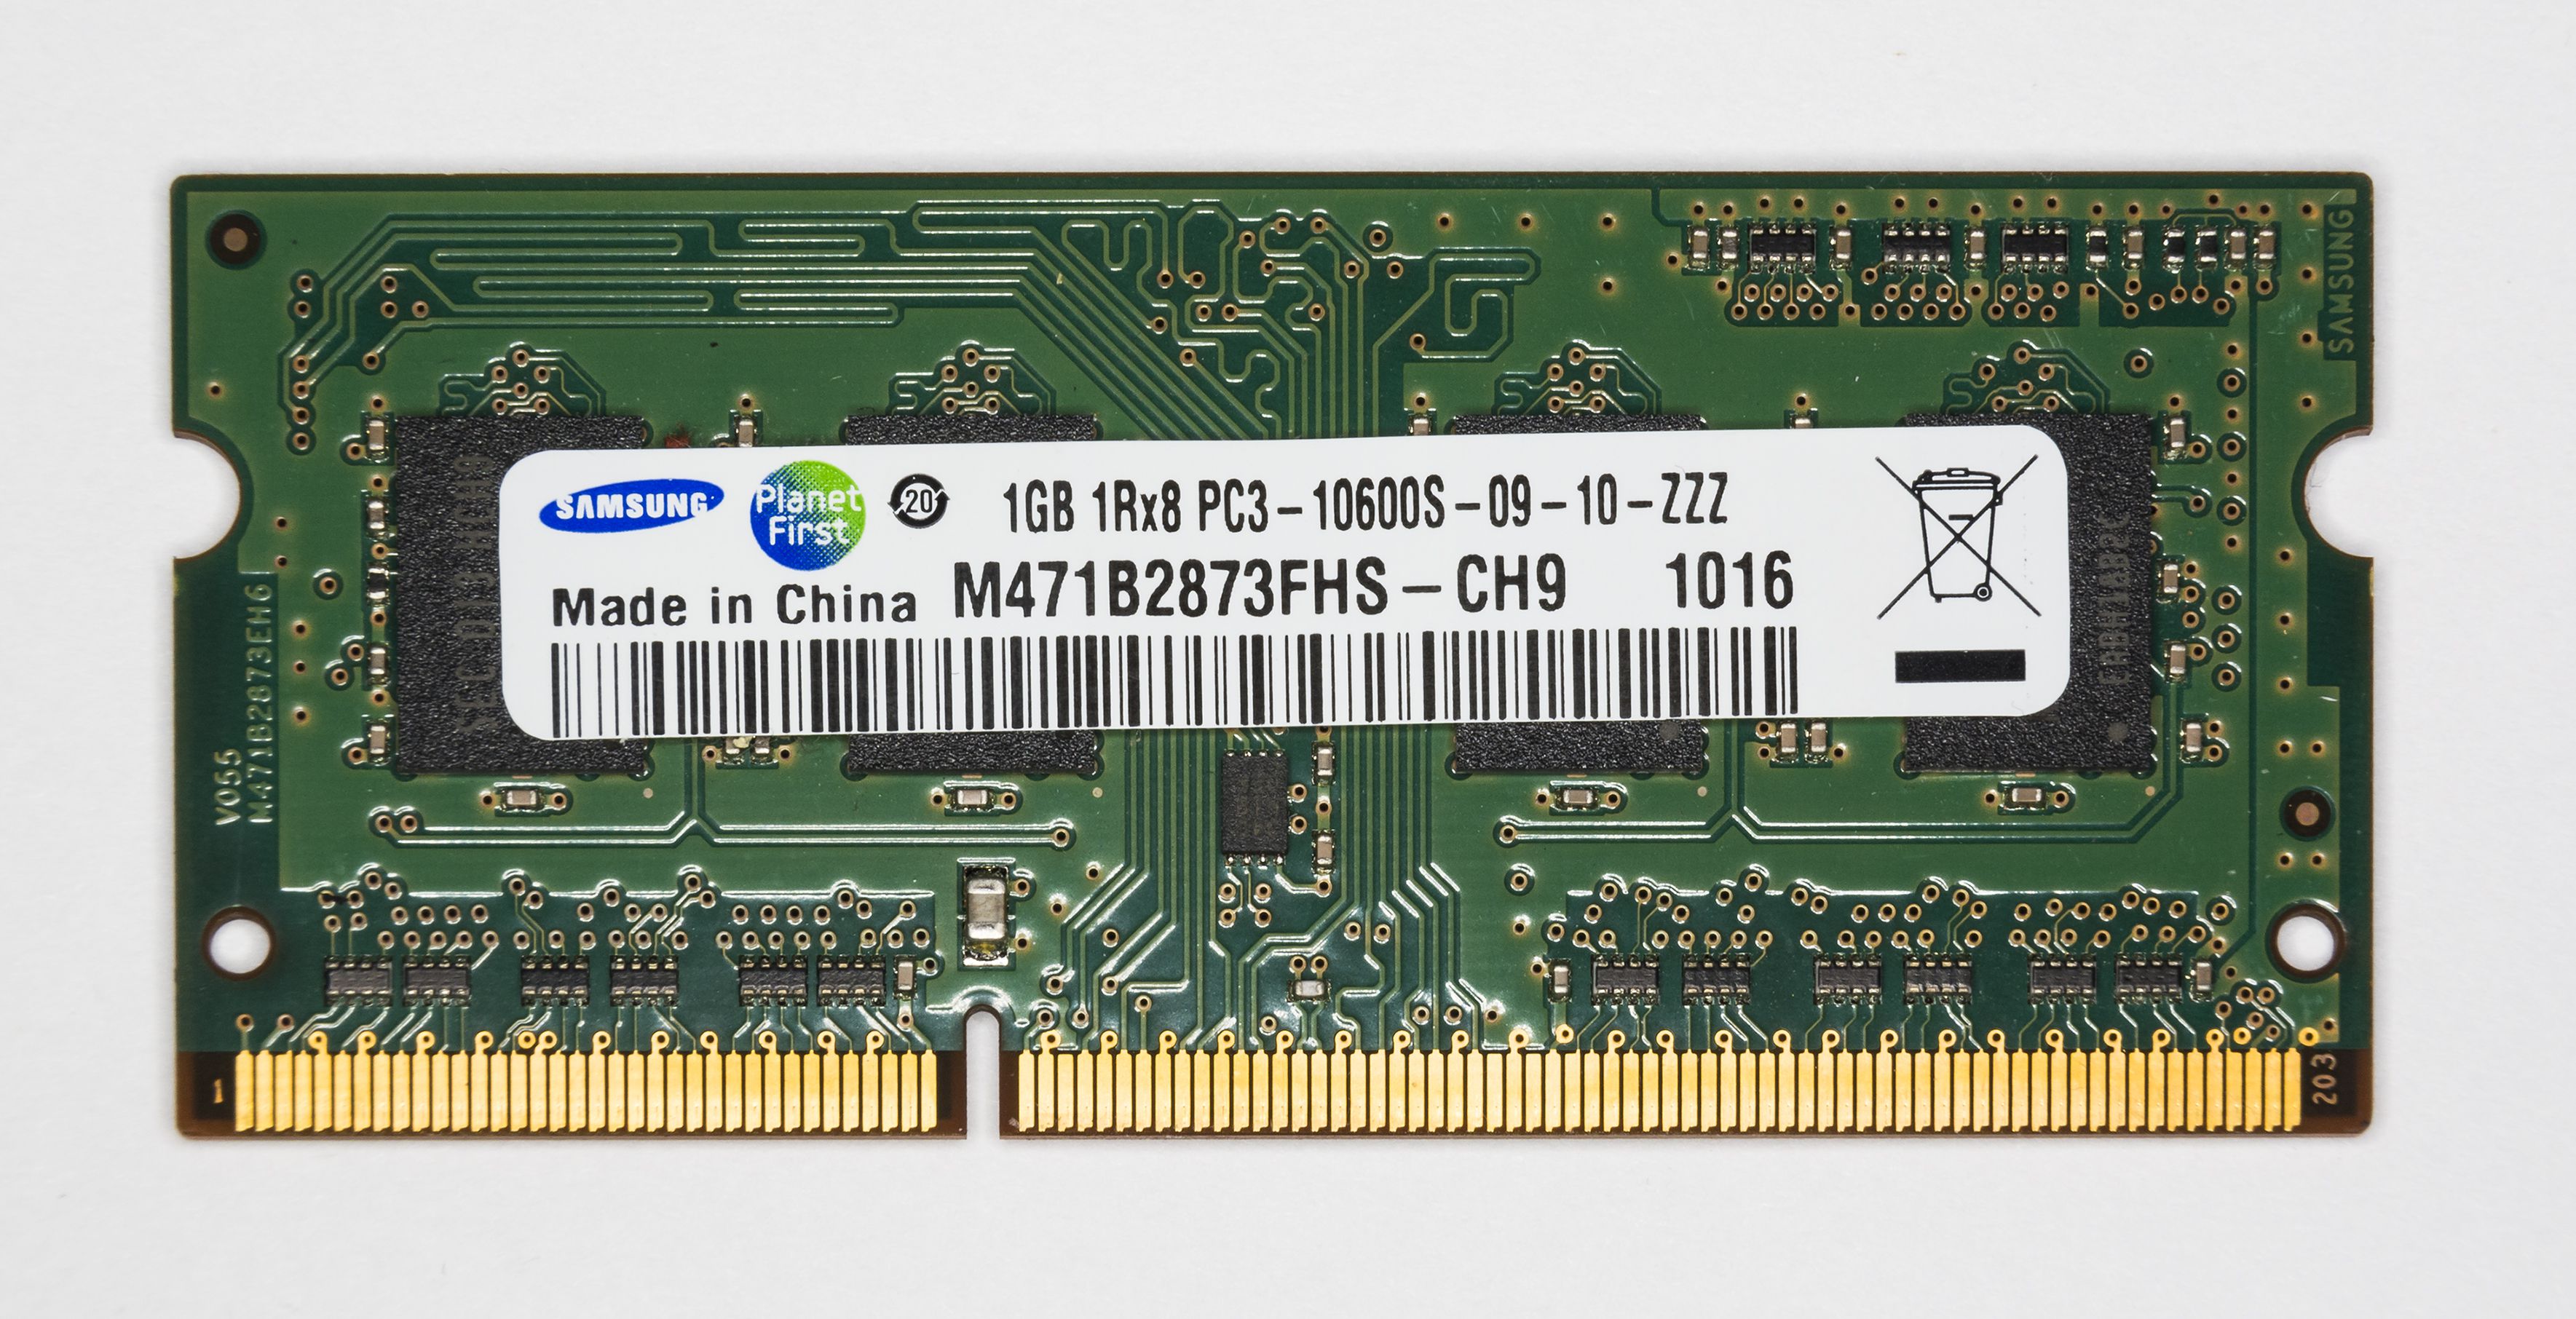 SAMSUNG
SAMSUNG
Planet
First
20
1GB 1Rx8 PC3-10600S-09-10-ZZZ
Made in China M471B2873FHS-CH9 1016
V055
M471B2873EH6
1
203